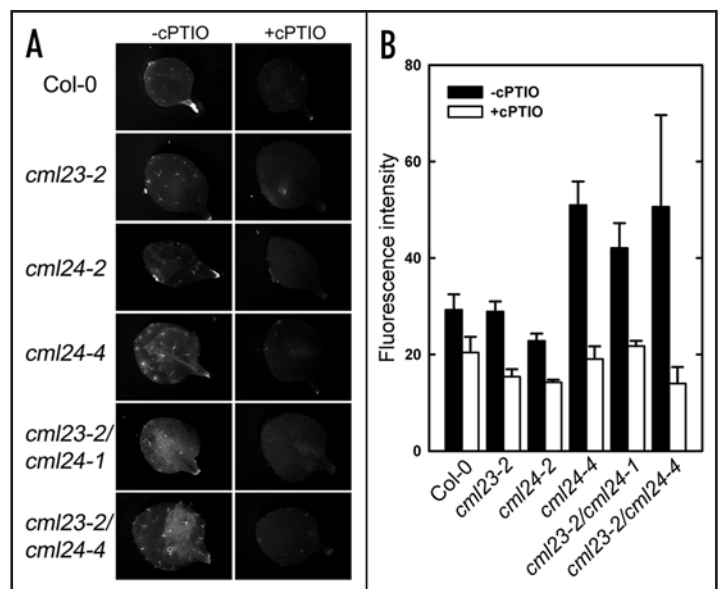 A
-cPTIO +cPTIO
Col-0
cml23-2
cml24-2
cml24-4
cml23-2/
cml24-1
cml23-2/
cml24-4
B
-cPTIO
+cPTIO
Fluorescence intensity
80
60
40
20
0
Col-0
cml23-2
cml24-2
cml24-4
cml23-2/cml24-1
cml23-2/cml24-4